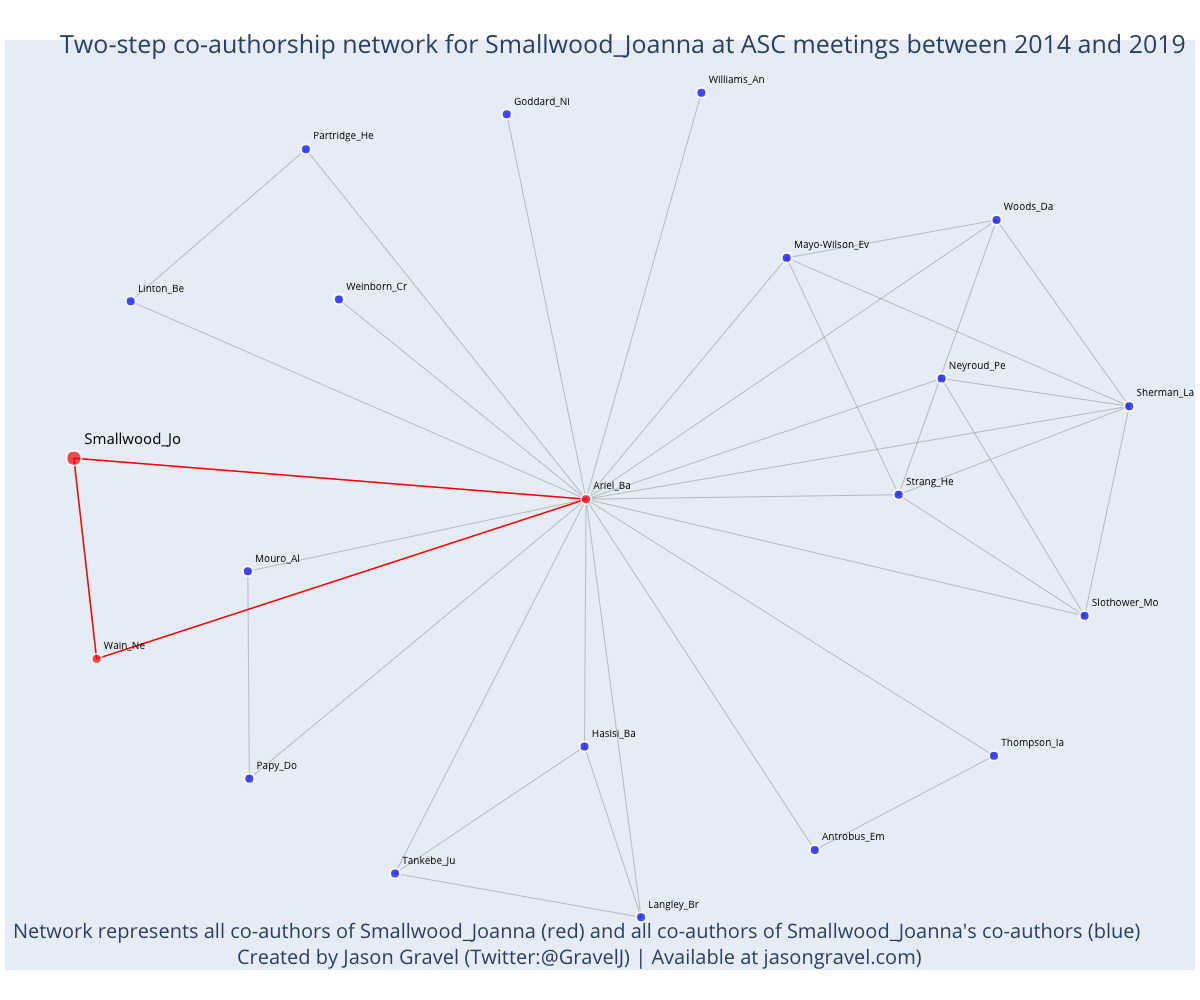 Two-step co-authorship network for Smallwood_Joanna at ASC meetings between 2014 and 2019
Williams_An
Goddard_Ni
Partridge_He
Woods_Da
Mayo-Wilson_Ev
Linton_Be
Weinborn_Cr
Neyroud_Pe
Sherman_La
Smallwood_Jo
Ariel_Ba
Strang_He
Mouro_Al
Slothower_Mo
Wain_Ne
Hasisi_Ba
Thompson_Ia
Papy_Do
Antrobus_Em
Tankebe_Ju
Langley_Br
Network represents all co-authors of Smallwood_Joanna (red) and all co-authors of Smallwood_Joanna's co-authors (blue)
Created by Jason Gravel (Twitter:@GravelJ) | Available at jasongravel.com)